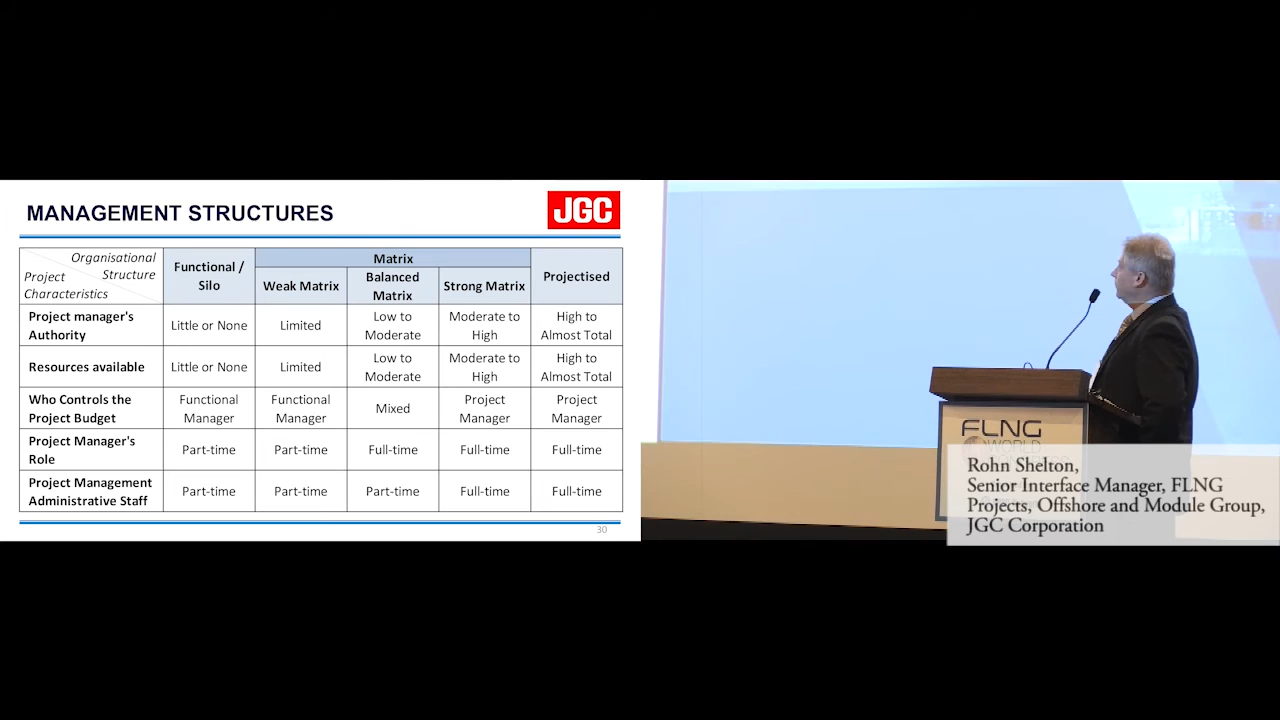 MANAGEMENT STRUCTURES
JGC
Organisational
Structure
Project
Characteristics
Functional /
Silo
Matrix
Weak Matrix
Balanced
Matrix
Strong Matrix
Projectised
Project manager's
Authority
Little or None
Limited
Low to
Moderate
Moderate to
High
High to
Almost Total
Resources available
Little or None
Limited
Low to
Moderate
Moderate to
High
High to
Almost Total
Who Controls the
Project Budget
Functional
Manager
Functional
Manager
Mixed
Project
Manager
Project
Manager
Project Manager's
Role
Part-time
Part-time
Full-time
Full-time
Full-time
Project Management
Administrative Staff
Part-time
Part-time
Part-time
Full-time
Full-time
30
FLNG
WORLD
Rohn Shelton,
Senior Interface Manager, FLNG
Projects, Offshore and Module Group,
JGC Corporation